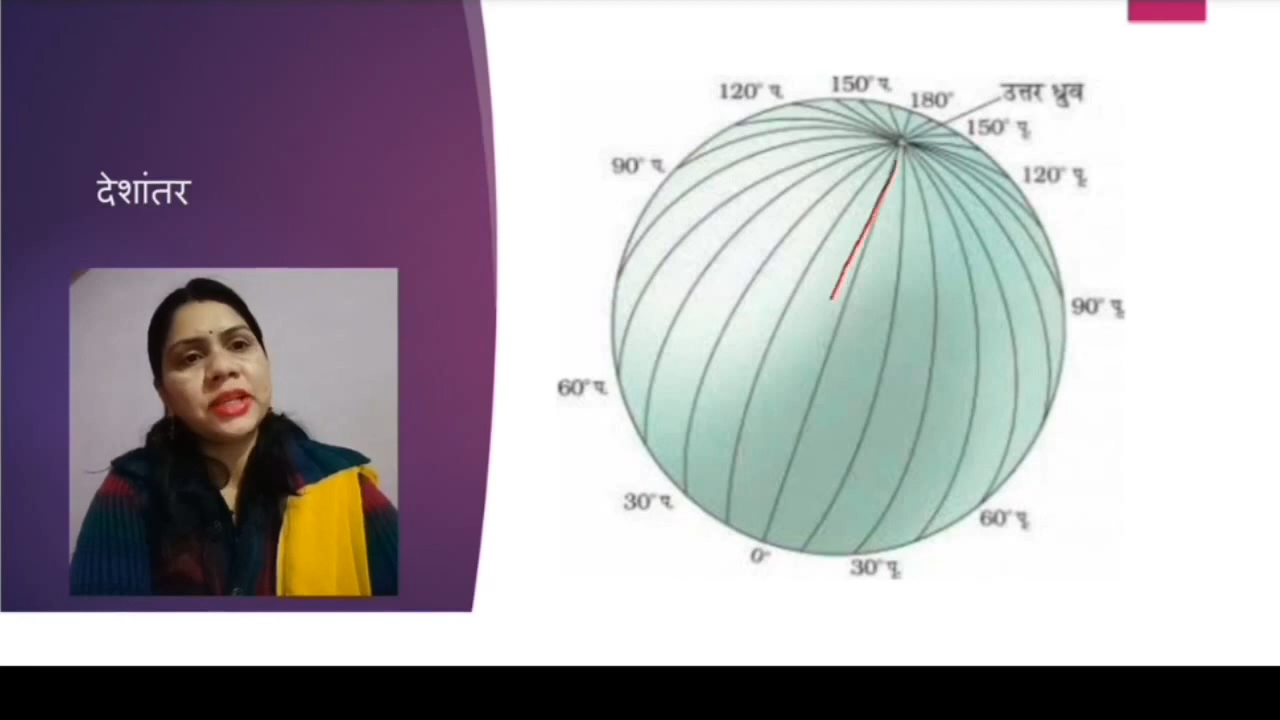 देशांतर
120° प.
150° प.
180°
उत्तर ध्रुव
150° पू.
90° प.
120° पू.
90° पू.
60° प.
30° प.
60° पू.
0°
30° पू.